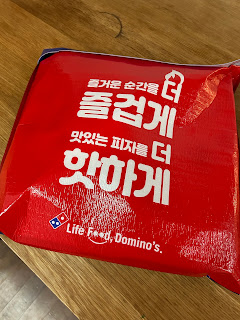 즐거운 순간을 더
즐겁게
맛있는 피자를 더
핫하게
Life Food, Domino's.